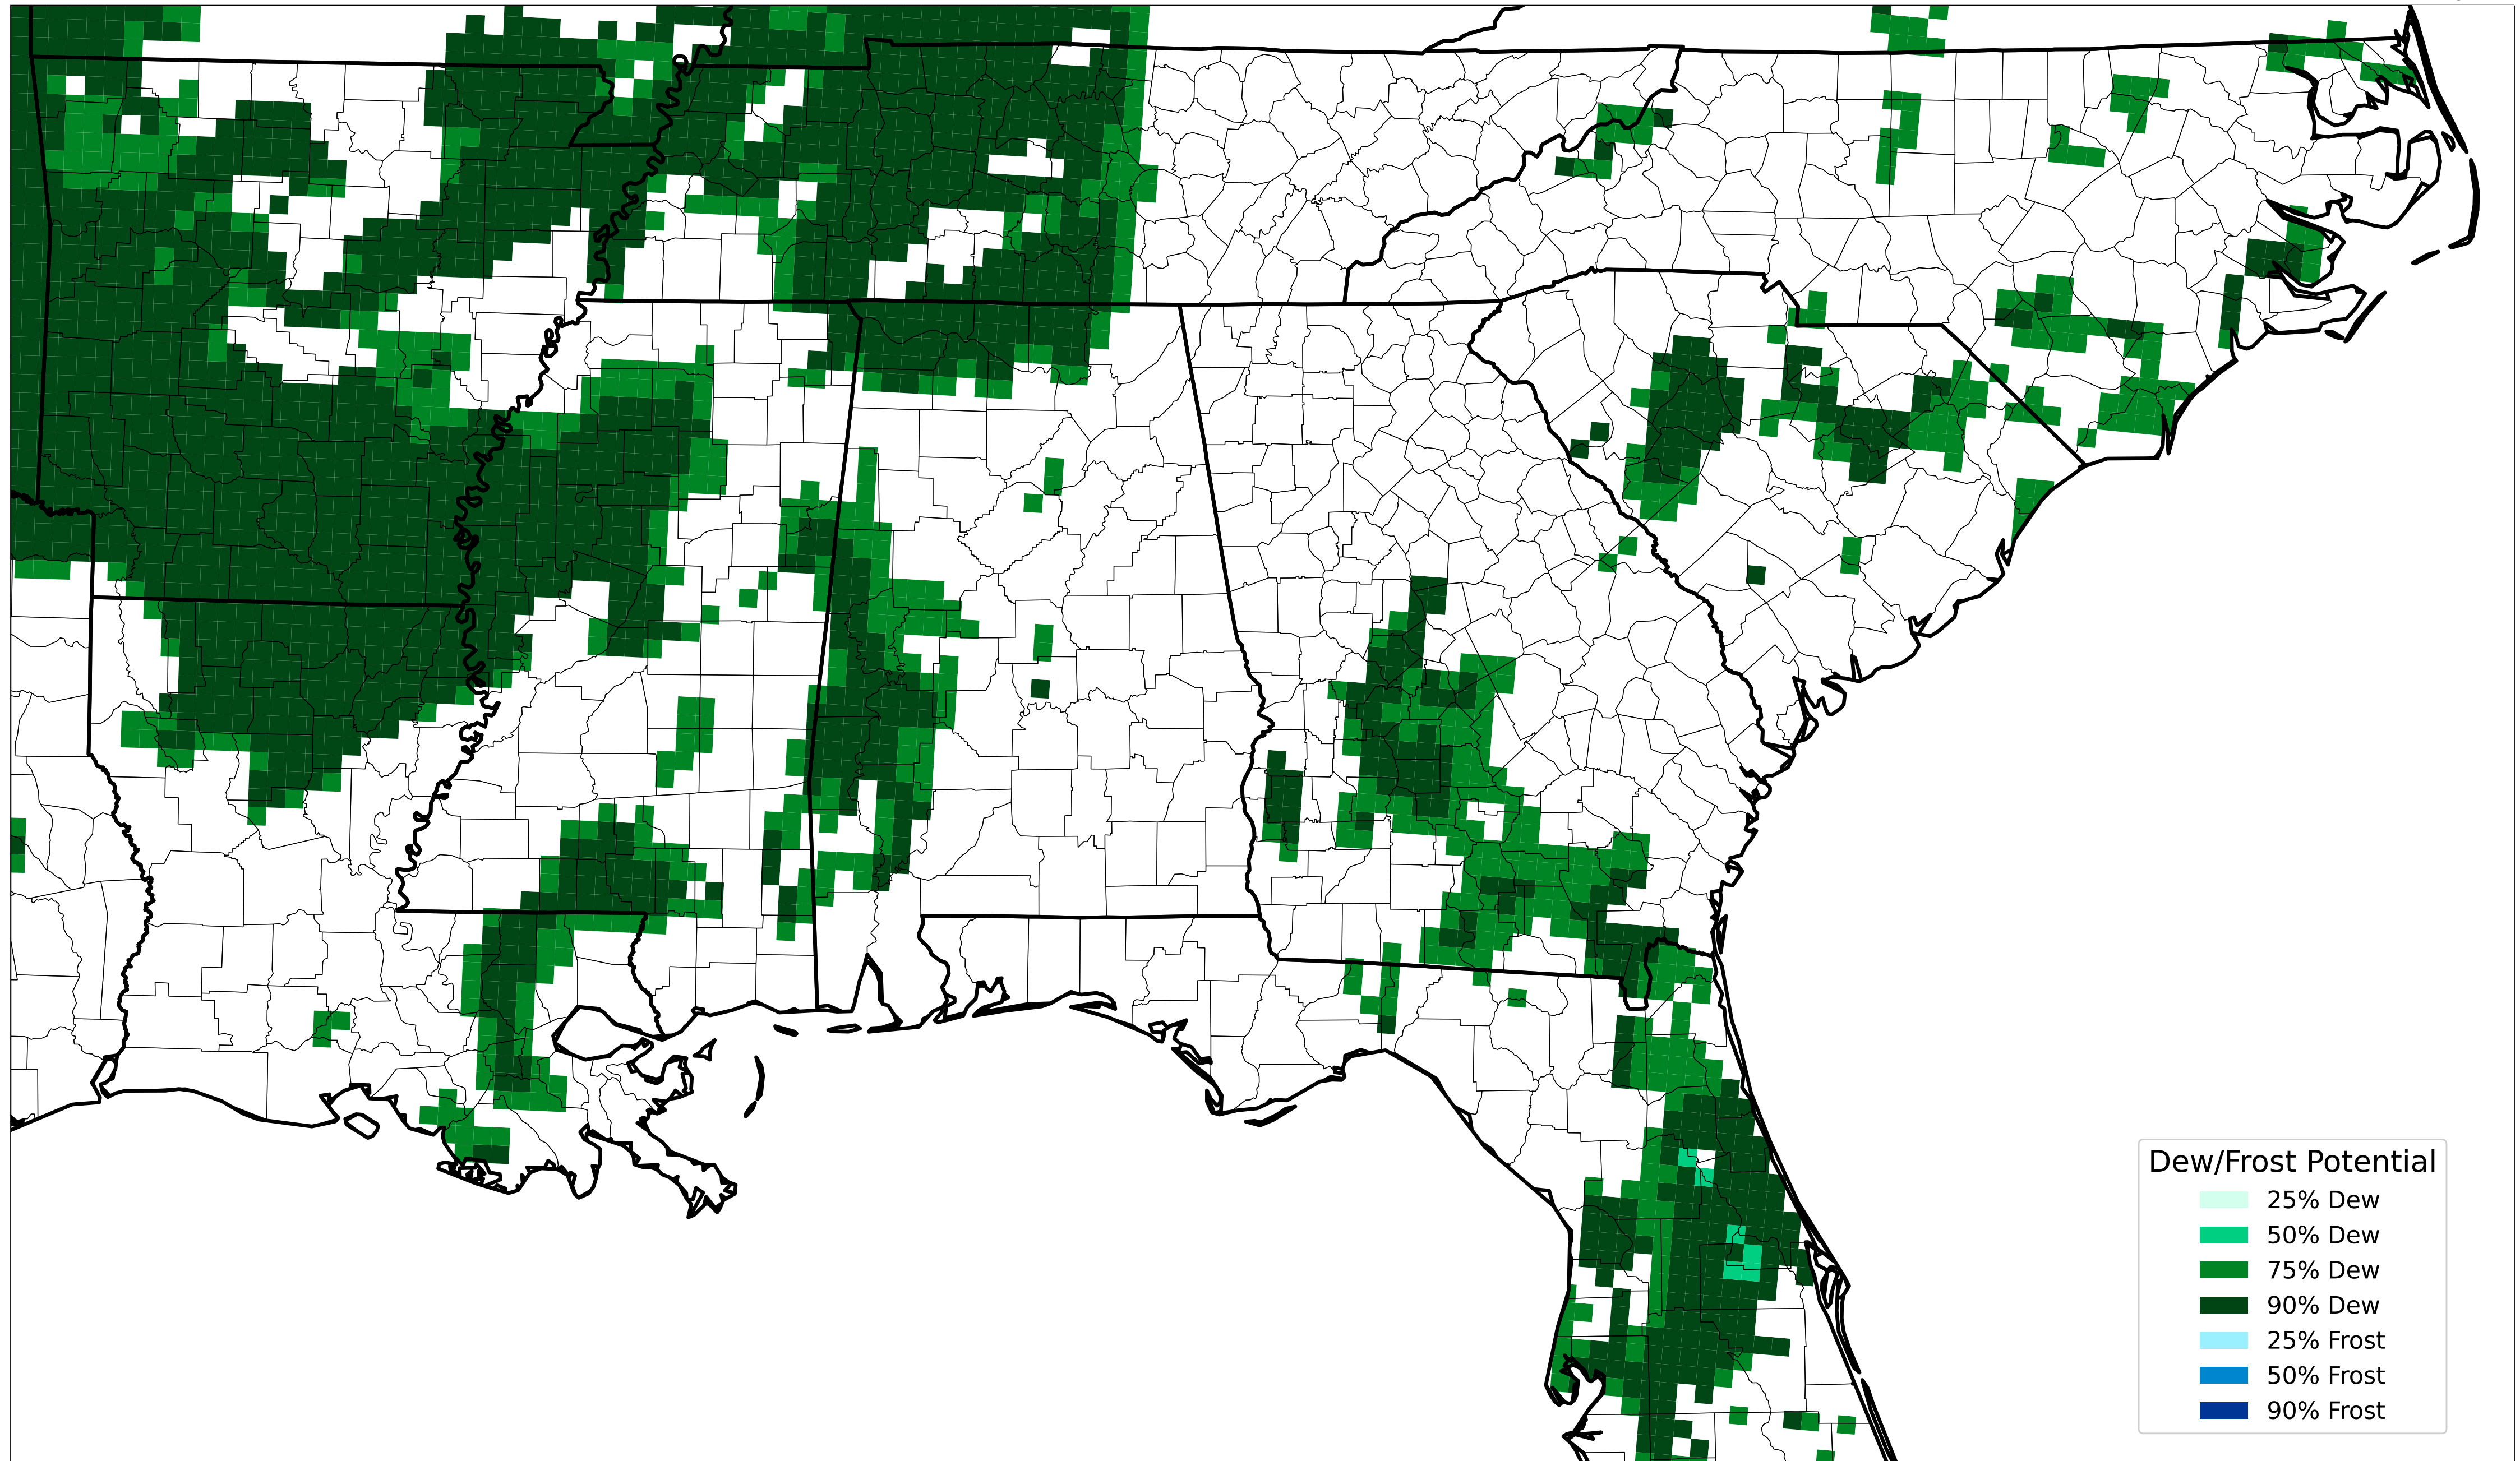 Dew/Frost Potential
25% Dew
50% Dew
75% Dew
90% Dew
25% Frost
50% Frost
90% Frost